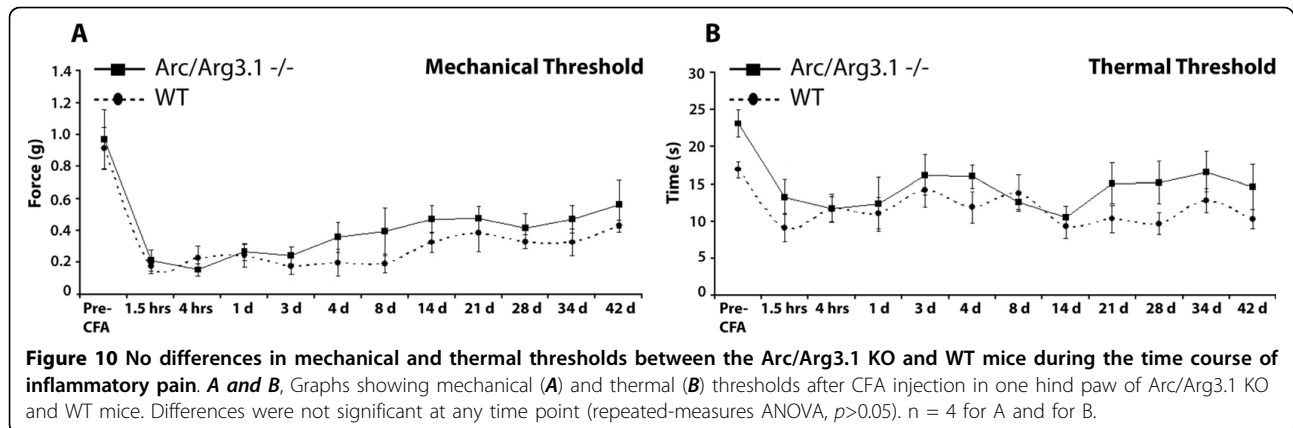 A
Arc/Arg3.1 -/-
WT
Mechanical Threshold
Force (g)
1.4
1.2
1.0
0.8
0.6
0.4
0.2
0
Pre-CFA 1.5 hrs 4 hrs 1 d 3 d 4 d 8 d 14 d 21 d 28 d 34 d 42 d
B
Arc/Arg3.1 -/-
WT
Thermal Threshold
Time (s)
30
25
20
15
10
5
0
Pre-CFA 1.5 hrs 4 hrs 1 d 3 d 4 d 8 d 14 d 21 d 28 d 34 d 42 d
Figure 10 No differences in mechanical and thermal thresholds between the Arc/Arg3.1 KO and WT mice during the time course of
inflammatory pain. A and B, Graphs showing mechanical (A) and thermal (B) thresholds after CFA injection in one hind paw of Arc/Arg3.1 KO
and WT mice. Differences were not significant at any time point (repeated-measures ANOVA, p>0.05). n = 4 for A and for B.